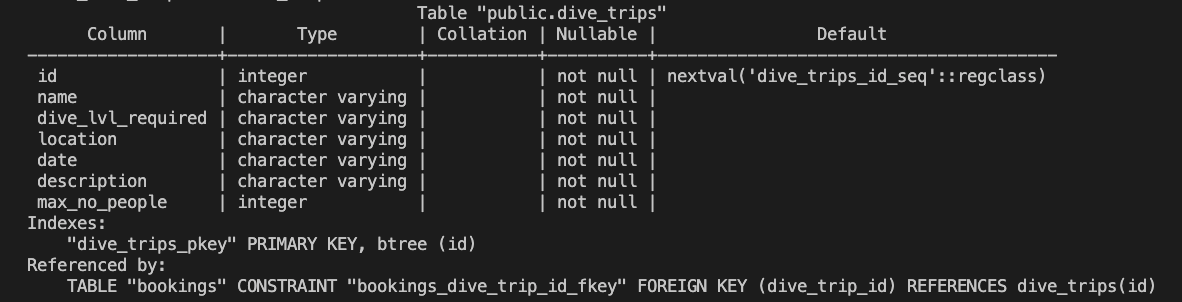 Table "public.dive_trips"
Column | Type | Collation | Nullable | Default
-------------------+-------------------+-----------+----------+----------------------------------------
id | integer | | not null | nextval('dive_trips_id_seq'::regclass)
name | character varying | | not null |
dive_lvl_required | character varying | | not null |
location | character varying | | not null |
date | character varying | | not null |
description | character varying | | not null |
max_no_people | integer | | not null |
Indexes:
"dive_trips_pkey" PRIMARY KEY, btree (id)
Referenced by:
TABLE "bookings" CONSTRAINT "bookings_dive_trip_id_fkey" FOREIGN KEY (dive_trip_id) REFERENCES dive_trips(id)